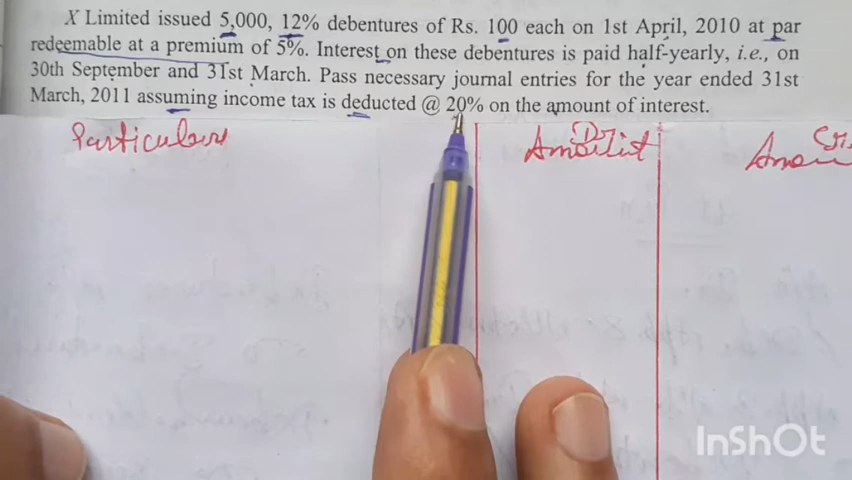 X Limited issued 5,000, 12% debentures of Rs. 100 each on 1st April, 2010 at par
redeemable at a premium of 5%. Interest on these debentures is paid half-yearly, i.e., on
30th September and 31st March. Pass necessary journal entries for the year ended 31st
March, 2011 assuming income tax is deducted @ 20% on the amount of interest.
Particulars
Dr.
Amount
Cr.
InShOt